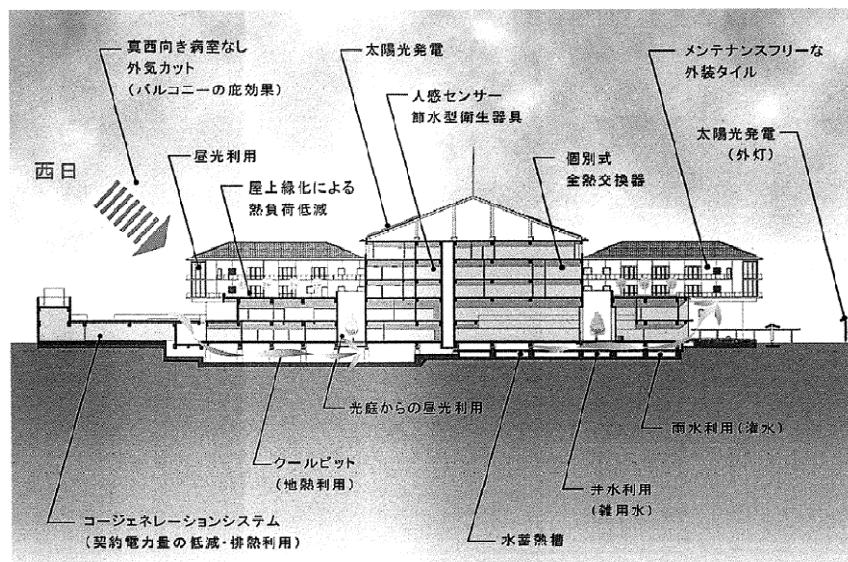 真西向き病室なし
外気カット
(バルコニーの庇効果)
太陽光発電
メンテナンスフリーな
外装タイル
人感センサー
節水型衛生器具
太陽光発電
(外灯)
西日
昼光利用
個別式
全熱交換器
屋上緑化による
熱負荷低減
光庭からの昼光利用
雨水利用(潅水)
クールピット
(地熱利用)
井水利用
(雑用水)
コージェネレーションシステム
(契約電力量の低減・排熱利用)
水蓄熱槽